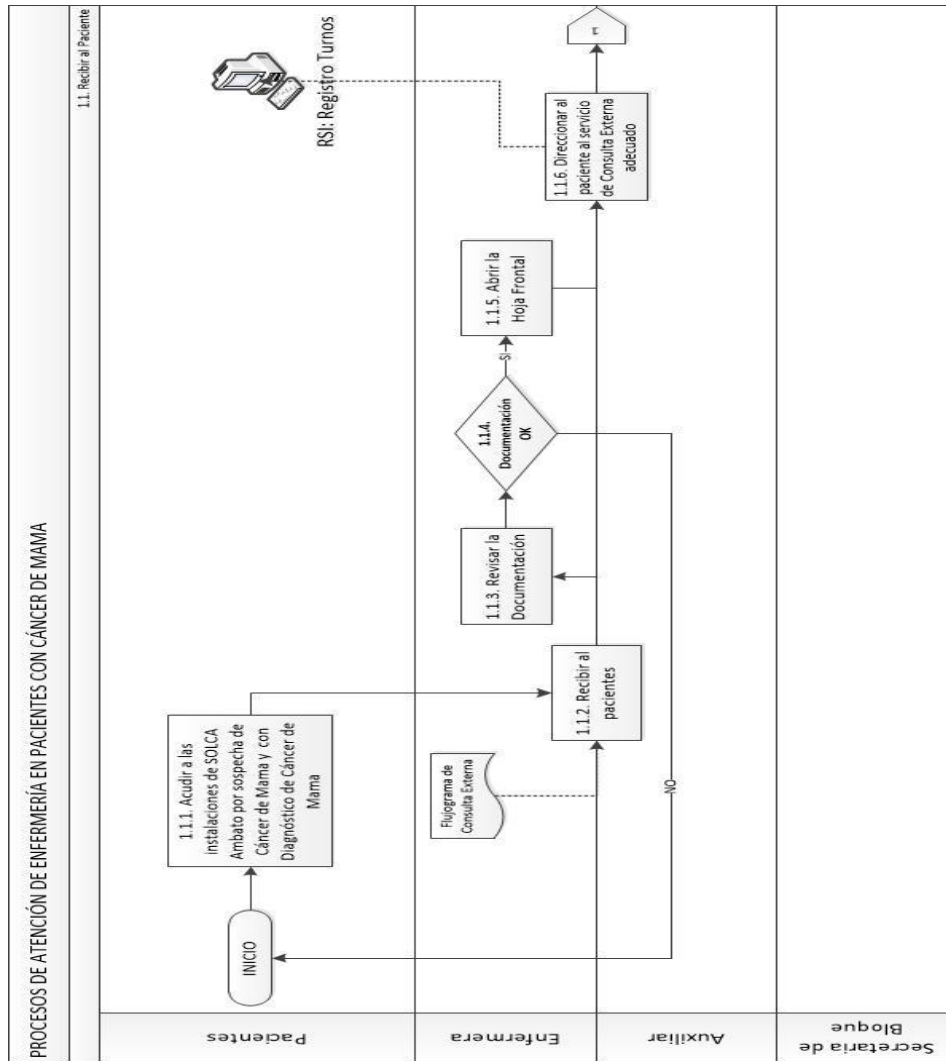 PROCESOS DE ATENCIÓN DE ENFERMERÍA EN PACIENTES CON CÁNCER DE MAMA
1.1. Recibir al Paciente
Pacientes
INICIO
1.1.1. Acudir a las
instalaciones de SOLCA
Ambato por sospecha de
Cáncer de Mama y con
Diagnóstico de Cáncer de
Mama
RSI: Registro Turnos
Enfermera
Flujograma de
Consulta Externa
1.1.2. Recibir al
pacientes
1.1.3. Revisar la
Documentación
1.1.4.
Documentación
OK
SI
1.1.5. Abrir la
Hoja Frontal
1.1.6. Direccionar al
paciente al servicio
de Consulta Externa
adecuado
Auxiliar
NO
Secretaria de
Bloque